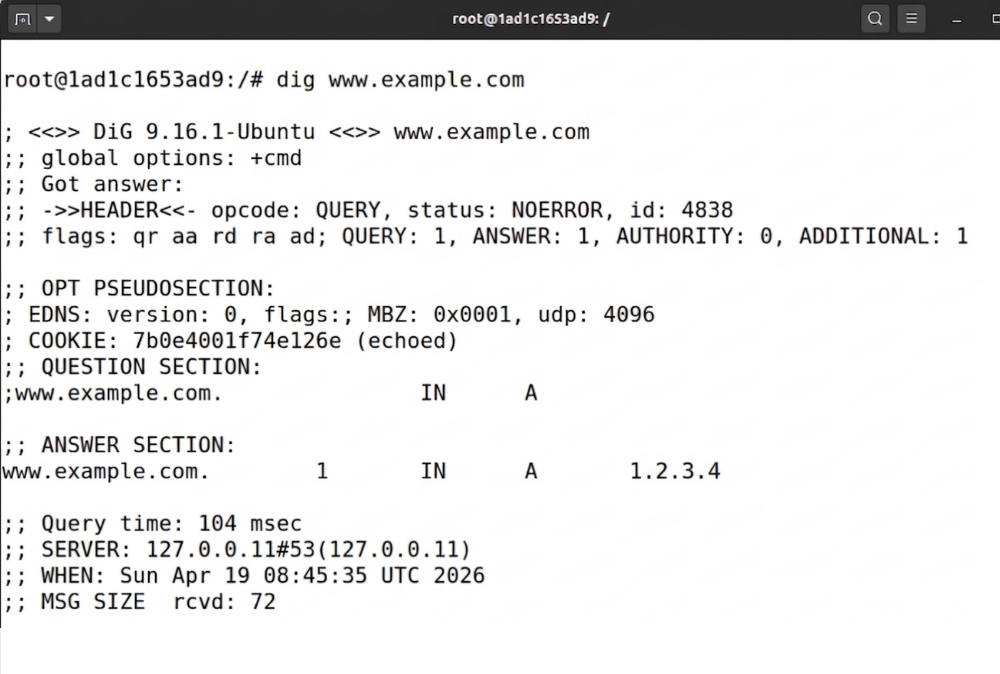 root@1ad1c1653ad9: /
root@1ad1c1653ad9:/# dig www.example.com
; <<>> DiG 9.16.1-Ubuntu <<>> www.example.com
;; global options: +cmd
;; Got answer:
;; ->>HEADER<<- opcode: QUERY, status: NOERROR, id: 4838
;; flags: qr aa rd ra ad; QUERY: 1, ANSWER: 1, AUTHORITY: 0, ADDITIONAL: 1
;; OPT PSEUDOSECTION:
; EDNS: version: 0, flags:; MBZ: 0x0001, udp: 4096
; COOKIE: 7b0e4001f74e126e (echoed)
;; QUESTION SECTION:
;www.example.com. IN A
;; ANSWER SECTION:
www.example.com. 1 IN A 1.2.3.4
;; Query time: 104 msec
;; SERVER: 127.0.0.11#53(127.0.0.11)
;; WHEN: Sun Apr 19 08:45:35 UTC 2026
;; MSG SIZE  rcvd: 72